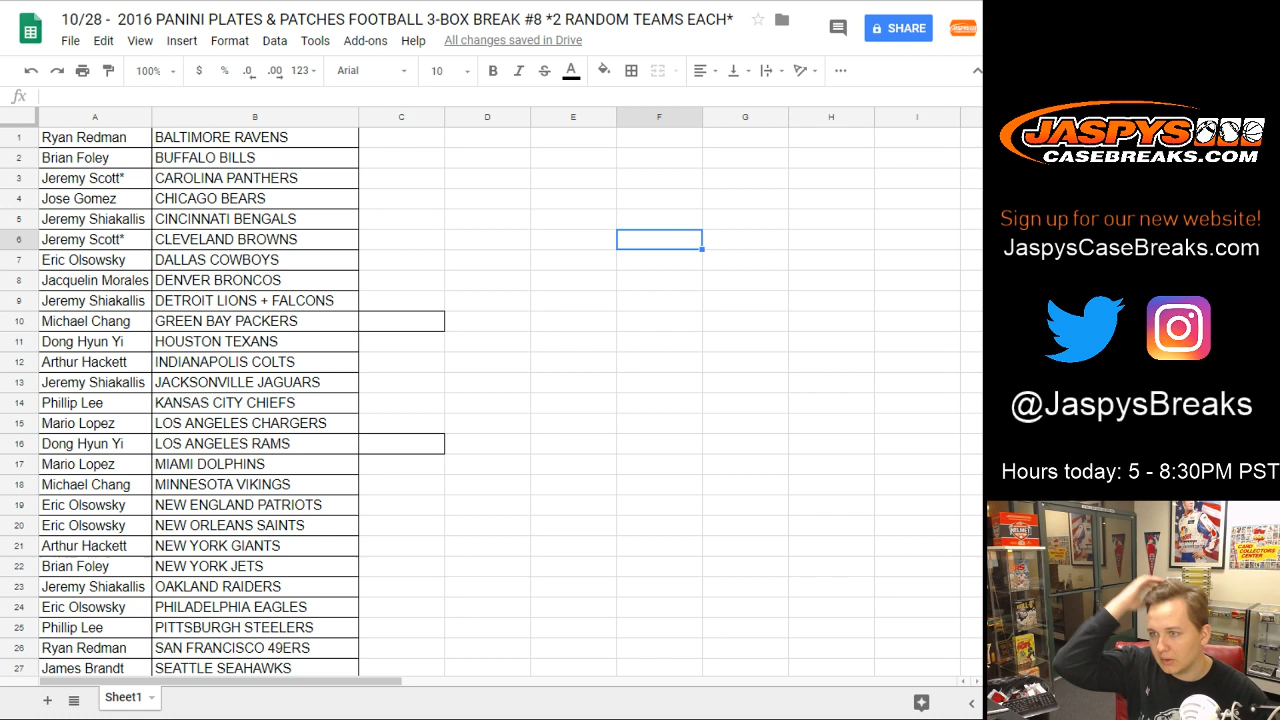 10/28 - 2016 PANINI PLATES & PATCHES FOOTBALL 3-BOX BREAK #8 *2 RANDOM TEAMS EACH*
SHARE
File Edit View Insert Format Data Tools Add-ons Help All changes saved in Drive
100% $ % .0 .00 123 Arial 10 B I S A
fx
A B C D E F G H I
1 Ryan Redman BALTIMORE RAVENS
2 Brian Foley BUFFALO BILLS
3 Jeremy Scott* CAROLINA PANTHERS
4 Jose Gomez CHICAGO BEARS
5 Jeremy Shiakallis CINCINNATI BENGALS
6 Jeremy Scott* CLEVELAND BROWNS
7 Eric Olsowsky DALLAS COWBOYS
8 Jacquelin Morales DENVER BRONCOS
9 Jeremy Shiakallis DETROIT LIONS + FALCONS
10 Michael Chang GREEN BAY PACKERS
11 Dong Hyun Yi HOUSTON TEXANS
12 Arthur Hackett INDIANAPOLIS COLTS
13 Jeremy Shiakallis JACKSONVILLE JAGUARS
14 Phillip Lee KANSAS CITY CHIEFS
15 Mario Lopez LOS ANGELES CHARGERS
16 Dong Hyun Yi LOS ANGELES RAMS
17 Mario Lopez MIAMI DOLPHINS
18 Michael Chang MINNESOTA VIKINGS
19 Eric Olsowsky NEW ENGLAND PATRIOTS
20 Eric Olsowsky NEW ORLEANS SAINTS
21 Arthur Hackett NEW YORK GIANTS
22 Brian Foley NEW YORK JETS
23 Jeremy Shiakallis OAKLAND RAIDERS
24 Eric Olsowsky PHILADELPHIA EAGLES
25 Phillip Lee PITTSBURGH STEELERS
26 Ryan Redman SAN FRANCISCO 49ERS
27 James Brandt SEATTLE SEAHAWKS
Sheet1
JASPYS
CASEBREAKS.COM
Sign up for our new website!
JaspysCaseBreaks.com
@JaspysBreaks
Hours today: 5 - 8:30PM PST
HELMET
CARD
COLLECTORS
CENTER